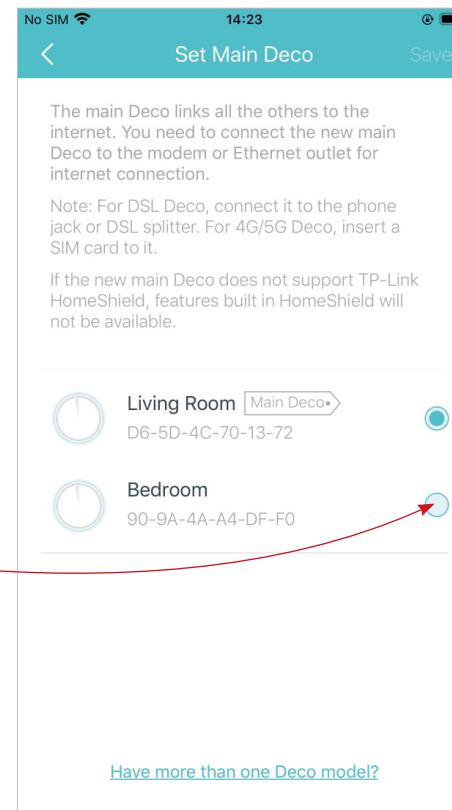 No SIM 14:23
Set Main Deco Save
The main Deco links all the others to the
internet. You need to connect the new main
Deco to the modem or Ethernet outlet for
internet connection.
Note: For DSL Deco, connect it to the phone
jack or DSL splitter. For 4G/5G Deco, insert a
SIM card to it.
If the new main Deco does not support TP-Link
HomeShield, features built in HomeShield will
not be available.
Living Room Main Deco
D6-5D-4C-70-13-72
Bedroom
90-9A-4A-A4-DF-F0
Have more than one Deco model?